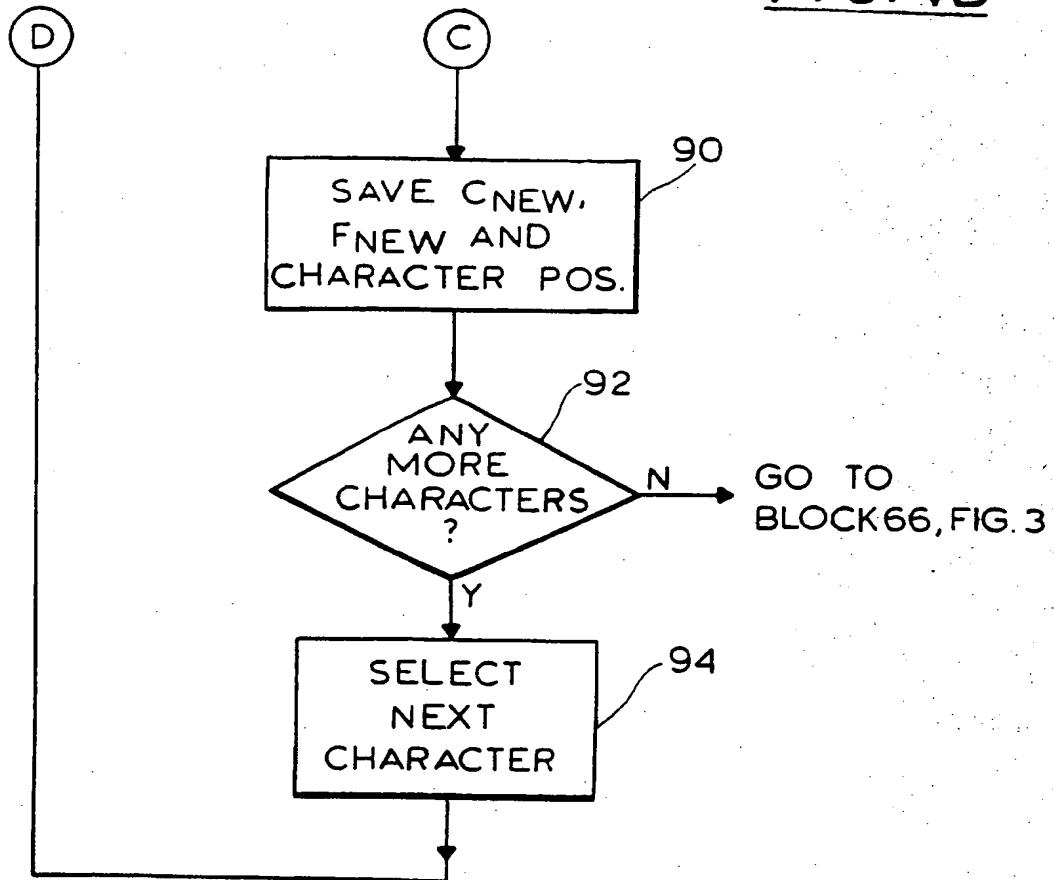 D
C
90
SAVE CNEW,
FNEW AND
CHARACTER POS.
92
ANY
MORE
CHARACTERS
?
N
GO TO
BLOCK 66, FIG. 3
Y
94
SELECT
NEXT
CHARACTER